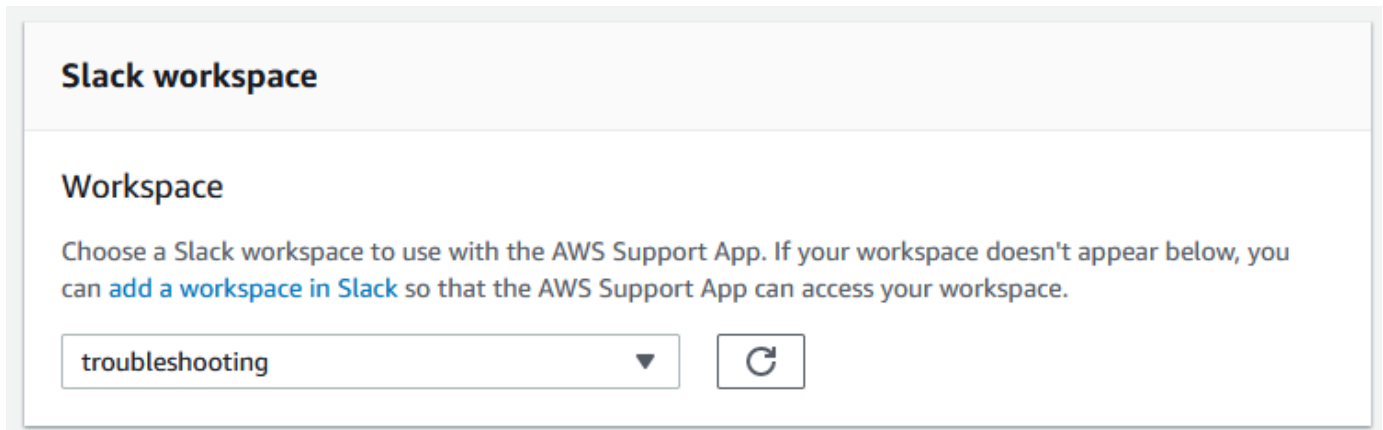 Slack workspace
Workspace
Choose a Slack workspace to use with the AWS Support App. If your workspace doesn't appear below, you
can add a workspace in Slack so that the AWS Support App can access your workspace.
troubleshooting